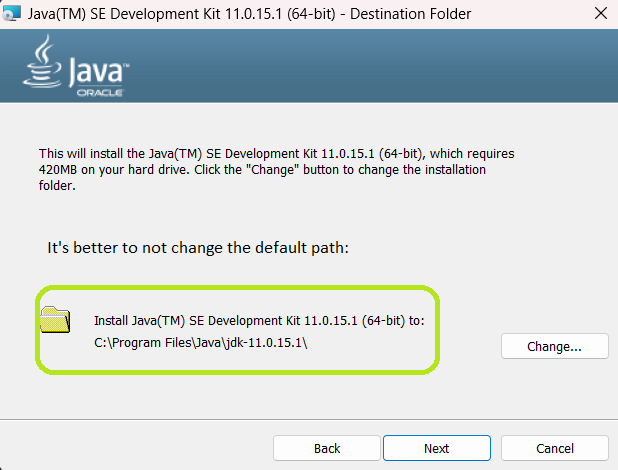 Java(TM) SE Development Kit 11.0.15.1 (64-bit) - Destination Folder
Java™
ORACLE
This will install the Java(TM) SE Development Kit 11.0.15.1 (64-bit), which requires
420MB on your hard drive. Click the "Change" button to change the installation
folder.
It's better to not change the default path:
Install Java(TM) SE Development Kit 11.0.15.1 (64-bit) to:
C:\Program Files\Java\jdk-11.0.15.1\
Change...
Back
Next
Cancel